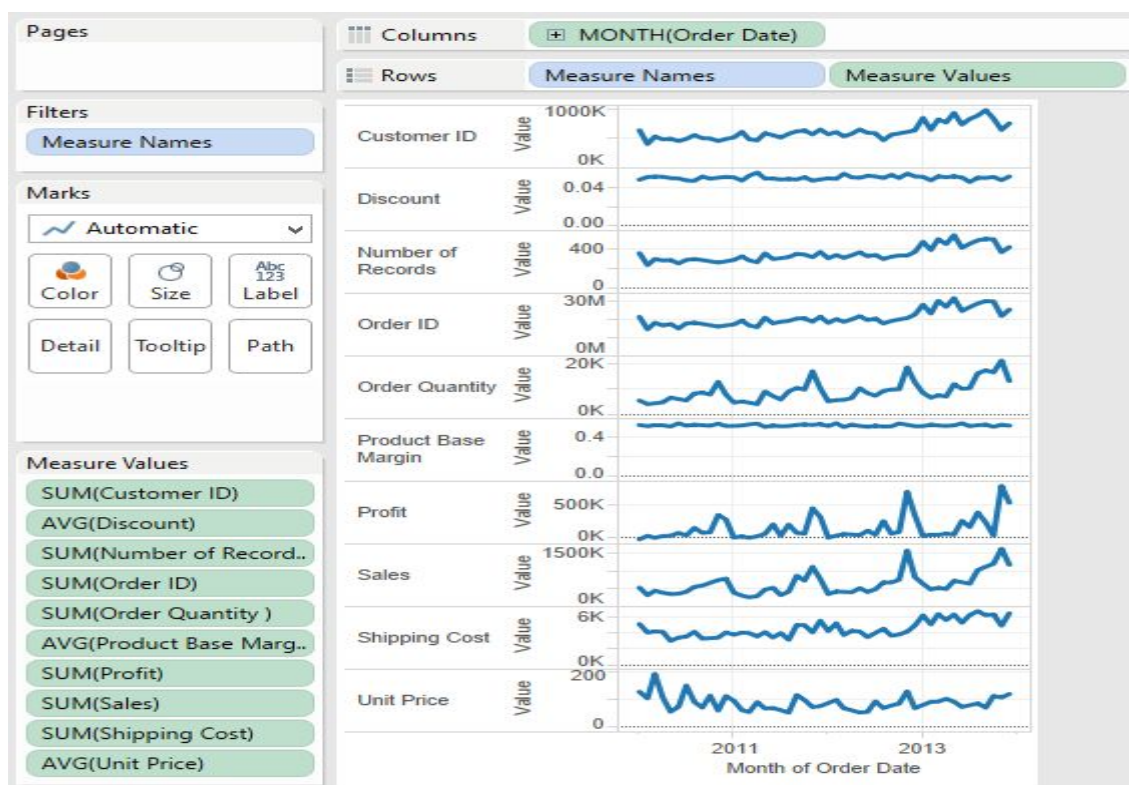 Pages
Columns
MONTH(Order Date)
Rows
Measure Names
Measure Values
Filters
Measure Names
Marks
Automatic
Color
Size
Abc
123
Label
Detail
Tooltip
Path
Measure Values
SUM(Customer ID)
AVG(Discount)
SUM(Number of Record..
SUM(Order ID)
SUM(Order Quantity )
AVG(Product Base Marg..
SUM(Profit)
SUM(Sales)
SUM(Shipping Cost)
AVG(Unit Price)
Customer ID
Value
1000K
0K
Discount
Value
0.04
0.00
Number of
Records
Value
400
0
Order ID
Value
30M
0M
Order Quantity
Value
20K
0K
Product Base
Margin
Value
0.4
0.0
Profit
Value
500K
0K
Sales
Value
1500K
0K
Shipping Cost
Value
6K
0K
Unit Price
Value
200
0
2011
2013
Month of Order Date